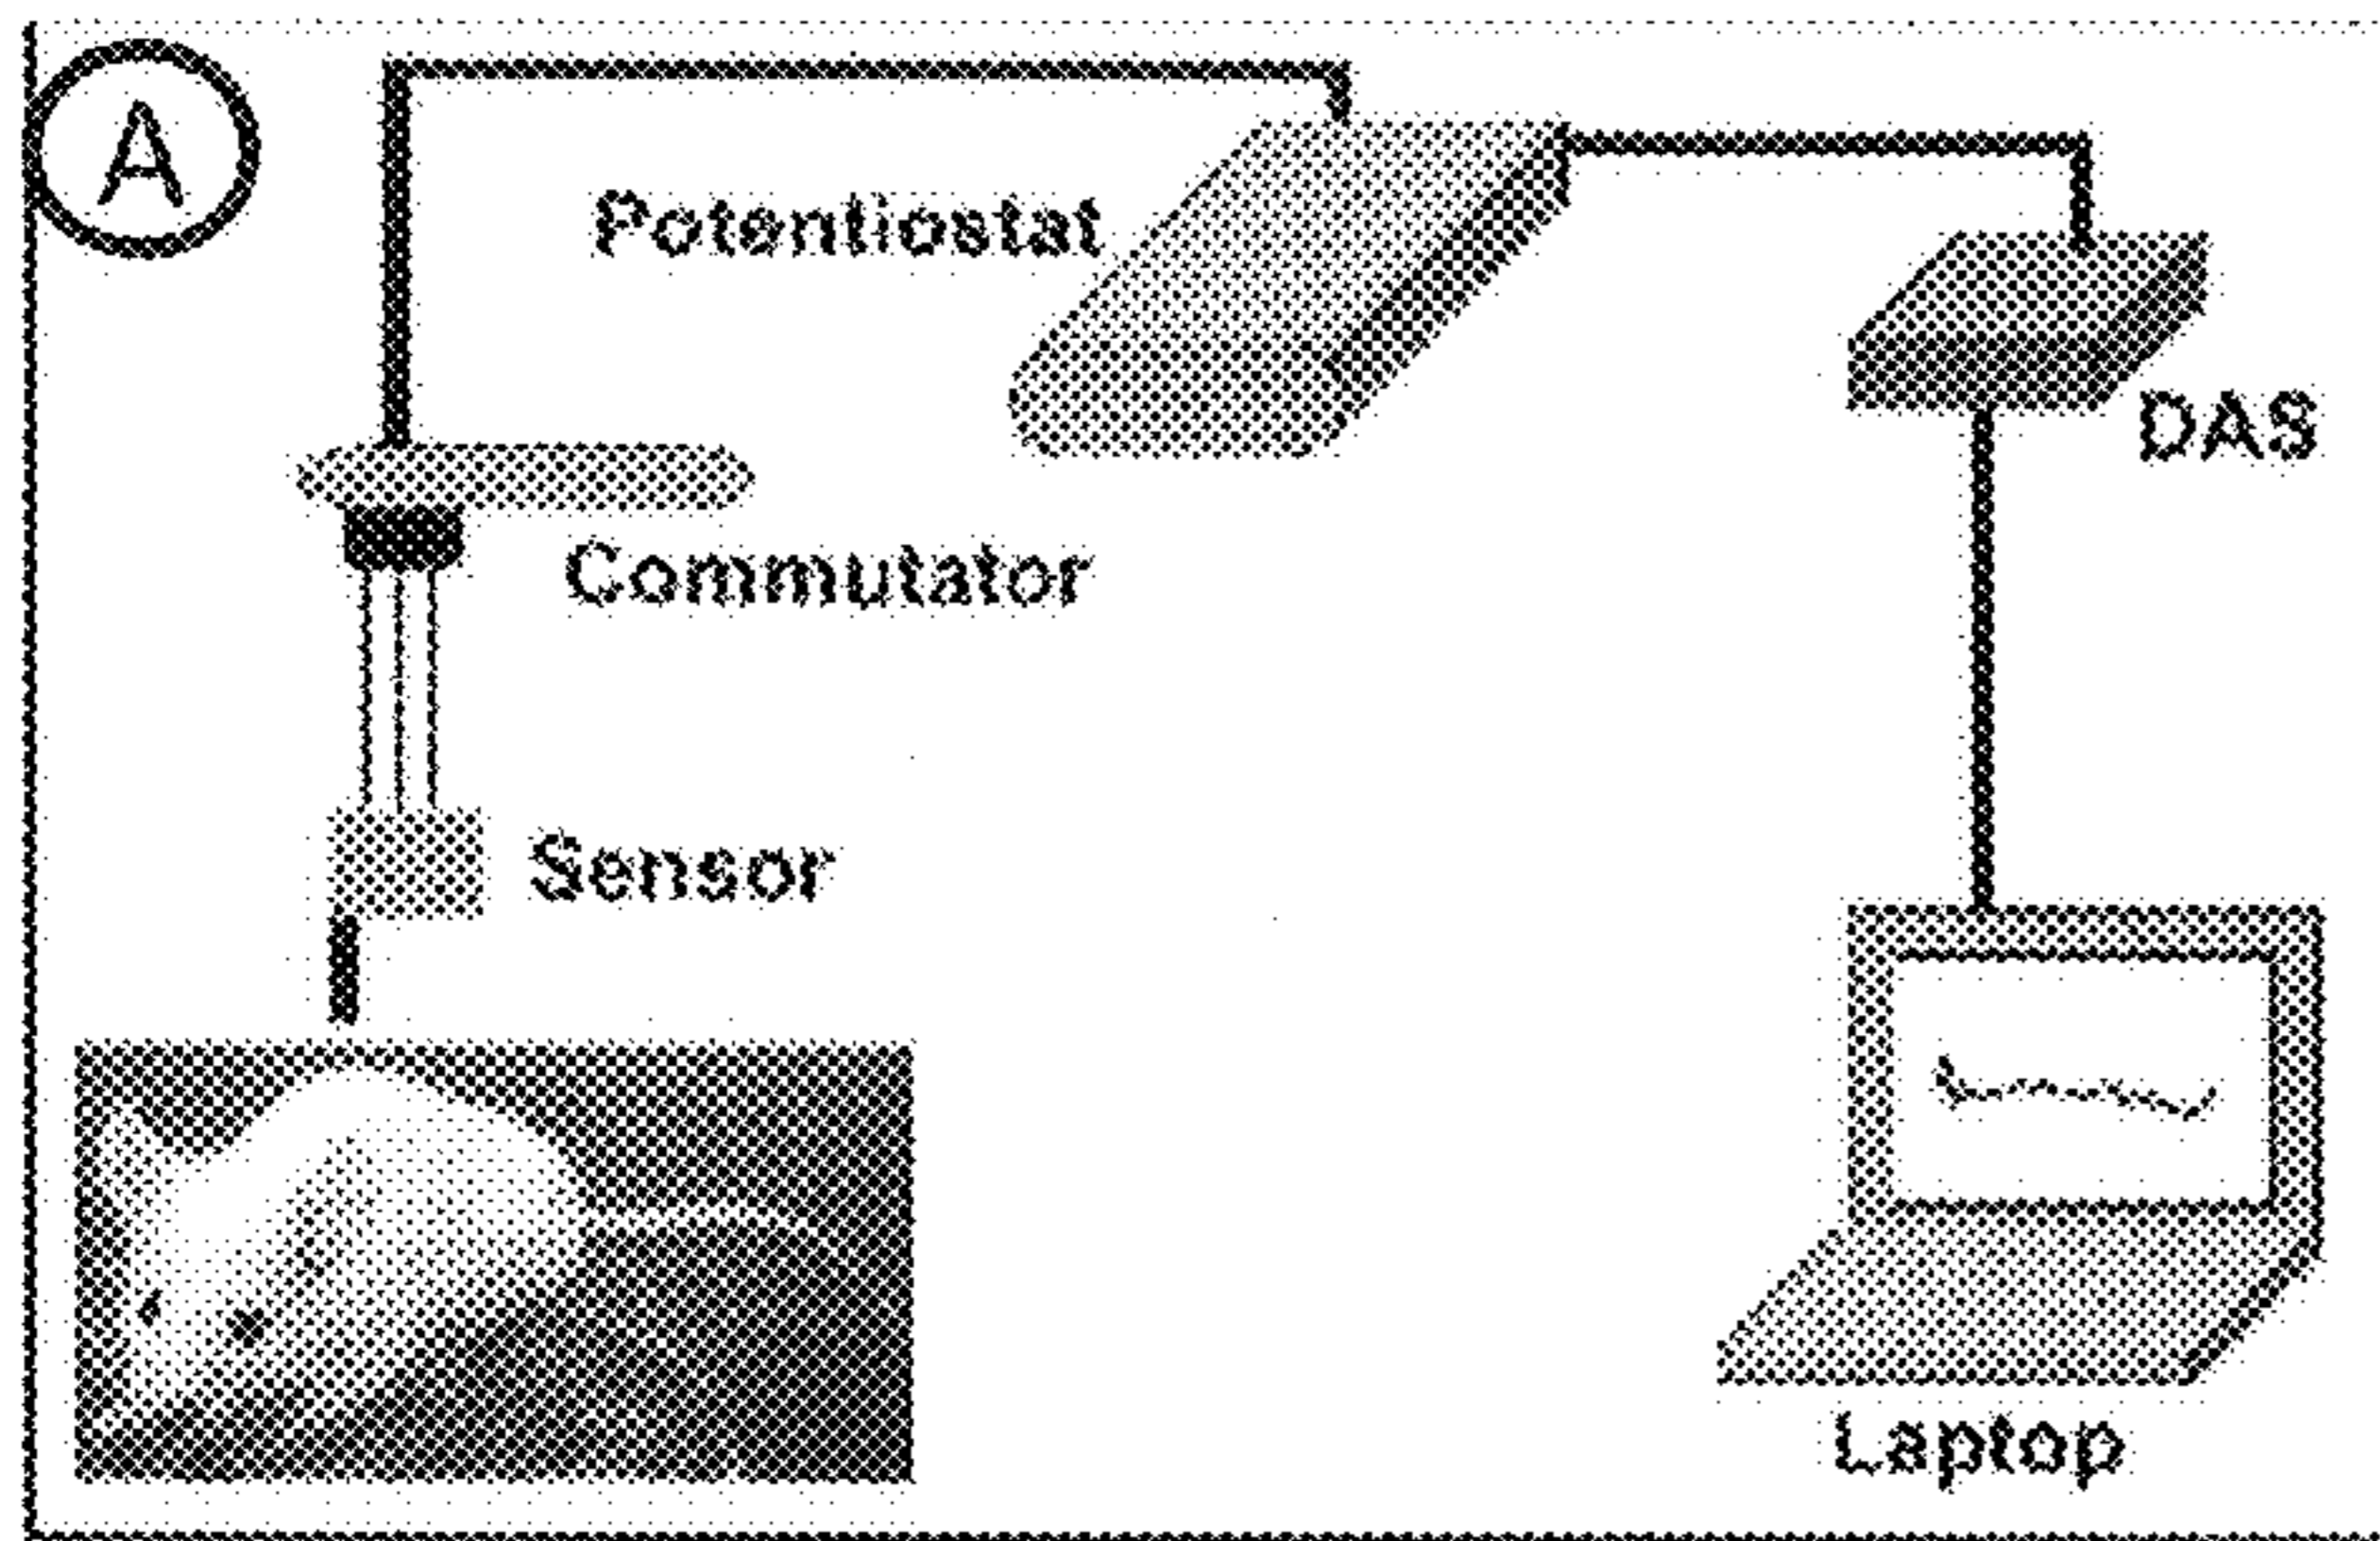 A
Potentiostat
DAS
Commutator
Sensor
Laptop